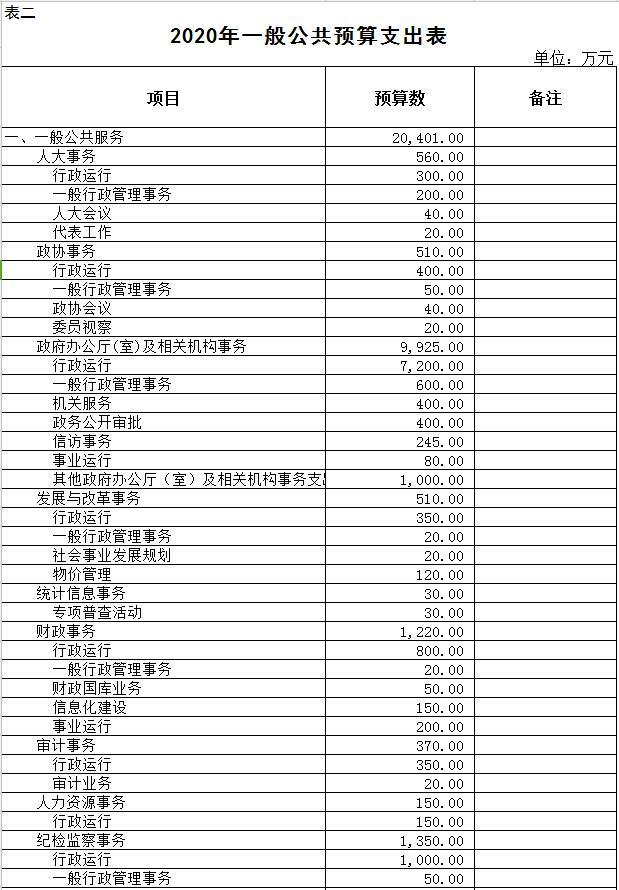 表二
2020年一般公共预算支出表
单位：万元
项目 预算数 备注
一、一般公共服务 20,401.00
人大事务 560.00
行政运行 300.00
一般行政管理事务 200.00
人大会议 40.00
代表工作 20.00
政协事务 510.00
行政运行 400.00
一般行政管理事务 50.00
政协会议 40.00
委员视察 20.00
政府办公厅(室)及相关机构事务 9,925.00
行政运行 7,200.00
一般行政管理事务 600.00
机关服务 400.00
政务公开审批 400.00
信访事务 245.00
事业运行 80.00
其他政府办公厅（室）及相关机构事务支 1,000.00
发展与改革事务 510.00
行政运行 350.00
一般行政管理事务 20.00
社会事业发展规划 20.00
物价管理 120.00
统计信息事务 30.00
专项普查活动 30.00
财政事务 1,220.00
行政运行 800.00
一般行政管理事务 20.00
财政国库业务 50.00
信息化建设 150.00
事业运行 200.00
审计事务 370.00
行政运行 350.00
审计业务 20.00
人力资源事务 150.00
行政运行 150.00
纪检监察事务 1,350.00
行政运行 1,000.00
一般行政管理事务 50.00